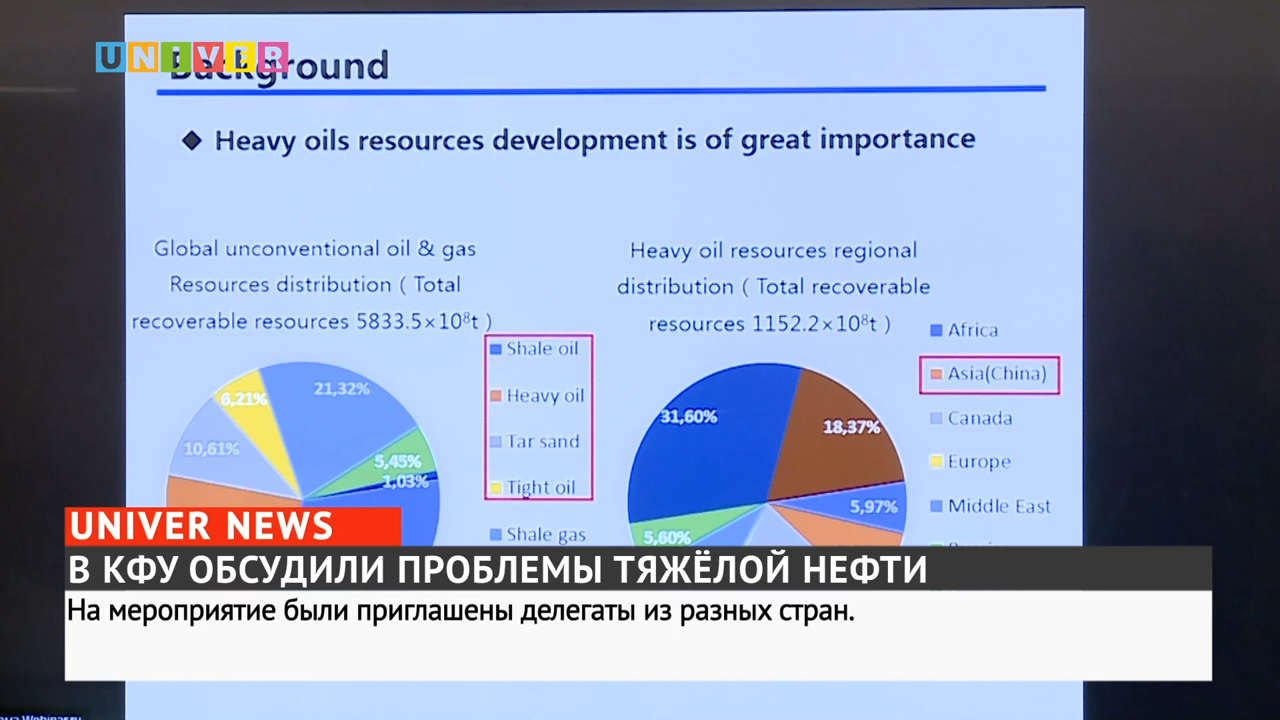 UNIVER
Background
Heavy oils resources development is of great importance
Global unconventional oil & gas
Resources distribution ( Total
recoverable resources 5833.5×10⁸t )
Heavy oil resources regional
distribution ( Total recoverable
resources 1152.2×10⁸t )
6,21%
21,32%
10,61%
5,45%
1,03%
Shale oil
Heavy oil
Tar sand
Tight oil
Shale gas
31,60%
18,37%
5,97%
5,60%
Africa
Asia(China)
Canada
Europe
Middle East
UNIVER NEWS
В КФУ ОБСУДИЛИ ПРОБЛЕМЫ ТЯЖЁЛОЙ НЕФТИ
На мероприятие были приглашены делегаты из разных стран.